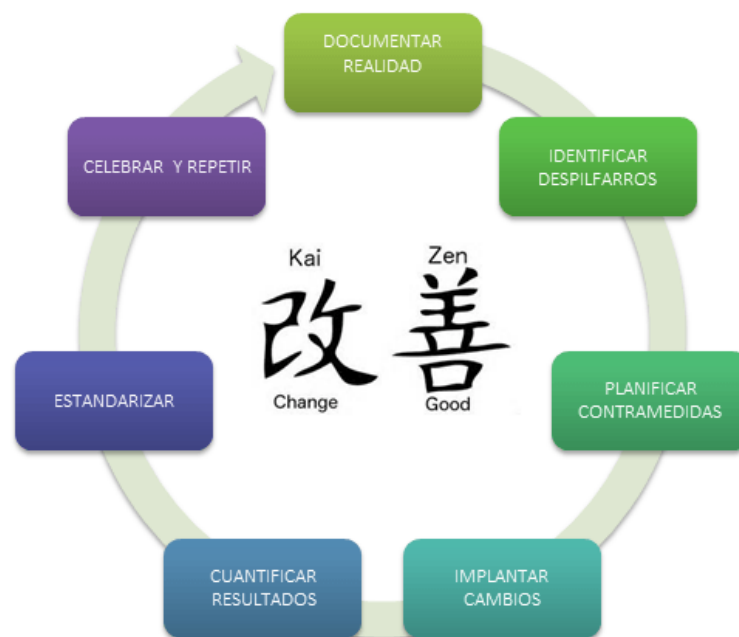 DOCUMENTAR
REALIDAD
IDENTIFICAR
DESPILFARROS
PLANIFICAR
CONTRAMEDIDAS
IMPLANTAR
CAMBIOS
CUANTIFICAR
RESULTADOS
ESTANDARIZAR
CELEBRAR Y REPETIR
Kai Zen
改善
Change Good